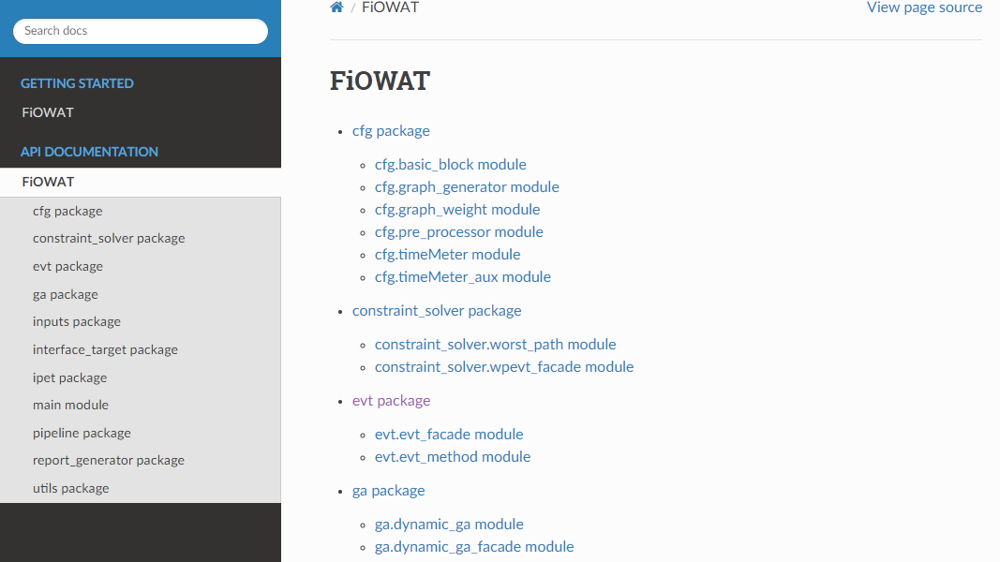 Search docs
GETTING STARTED
FiOWAT
API DOCUMENTATION
FiOWAT
cfg package
constraint_solver package
evt package
ga package
inputs package
interface_target package
ipet package
main module
pipeline package
report_generator package
utils package
/ FiOWAT
View page source
FiOWAT
cfg package
cfg.basic_block module
cfg.graph_generator module
cfg.graph_weight module
cfg.pre_processor module
cfg.timeMeter module
cfg.timeMeter_aux module
constraint_solver package
constraint_solver.worst_path module
constraint_solver.wpevt_facade module
evt package
evt.evt_facade module
evt.evt_method module
ga package
ga.dynamic_ga module
ga.dynamic_ga_facade module